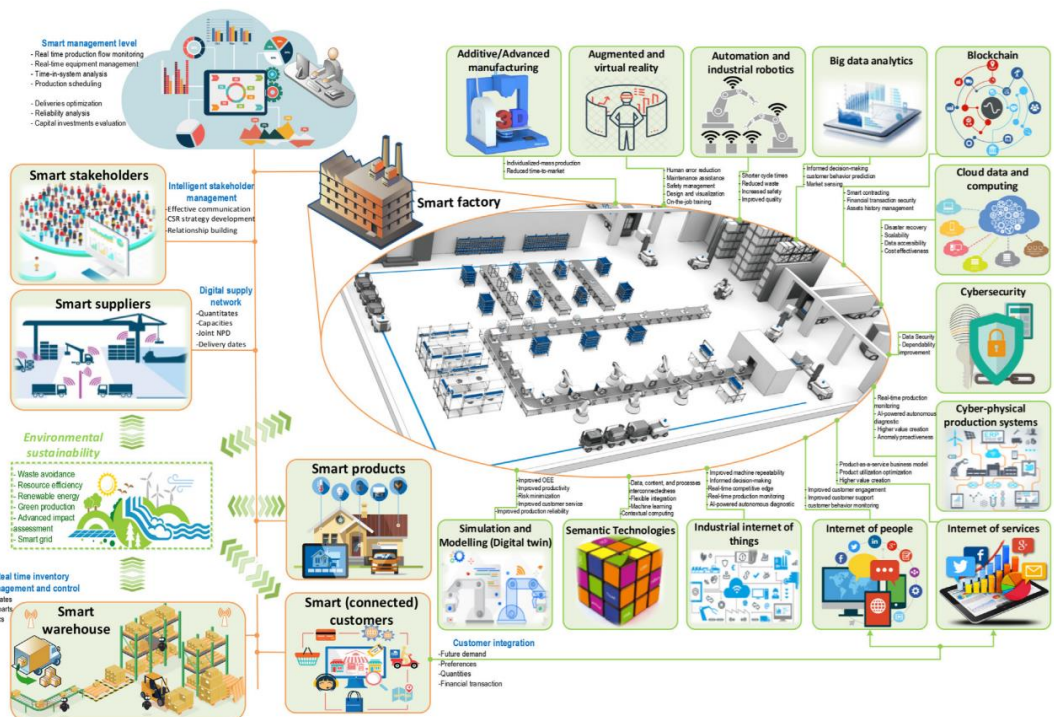 Smart management level
- Real time production flow monitoring
- Real-time equipment management
- Time-in-system analysis
- Production scheduling
- Deliveries optimization
- Reliability analysis
- Capital investments evaluation
Smart stakeholders
Intelligent stakeholder
management
-Effective communication
-CSR strategy development
-Relationship building
Smart suppliers
Digital supply
network
-Quantitates
-Capacities
-Joint NPD
-Delivery dates
Environmental
sustainability
- Waste avoidance
- Resource efficiency
- Renewable energy
- Green production
- Advanced impact
assessment
- Smart grid
eal time inventory
nagement and control
ates
arts
ts
Smart
warehouse
Smart factory
Smart products
Smart (connected)
customers
Customer integration
-Future demand
-Preferences
-Quantities
-Financial transaction
Additive/Advanced
manufacturing
3D
-Individualized-mass production
-Reduced time-to-market
Augmented and
virtual reality
-Human error reduction
-Maintenance assistance
-Safety management
-Design and visualization
-On-the-job training
Automation and
industrial robotics
-Shorter cycle times
-Reduced waste
-Increased safety
-Improved quality
Big data analytics
-Informed decision-making
-customer behavior prediction
-Market sensing
Blockchain
-Smart contracting
-Financial transaction security
-Assets history management
Cloud data and
computing
-Disaster recovery
-Scalability
-Data accessibility
-Cost effectiveness
Cybersecurity
- Data Security
- Dependability
improvement
Cyber-physical
production systems
- Real-time production
monitoring
- AI-powered autonomous
diagnostic
- Higher value creation
- Anomaly proactiveness
-Product-as-a-service business model
-Product utilization optimization
-Higher value creation
-Improved customer engagement
-Improved customer support
-customer behavior monitoring
-Improved machine repeatability
-Informed decision-making
-Real-time competitive edge
-Real-time production monitoring
-AI-powered autonomous diagnostic
-Data, content, and processes
interconnectedness
-Flexible integration
-Machine learning
-Contextual computing
-Improved OEE
-Improved productivity
-Risk minimization
-Improved customer service
-Improved production reliability
Simulation and
Modelling (Digital twin)
Semantic Technologies
Industrial internet of
things
Internet of people
Internet of services